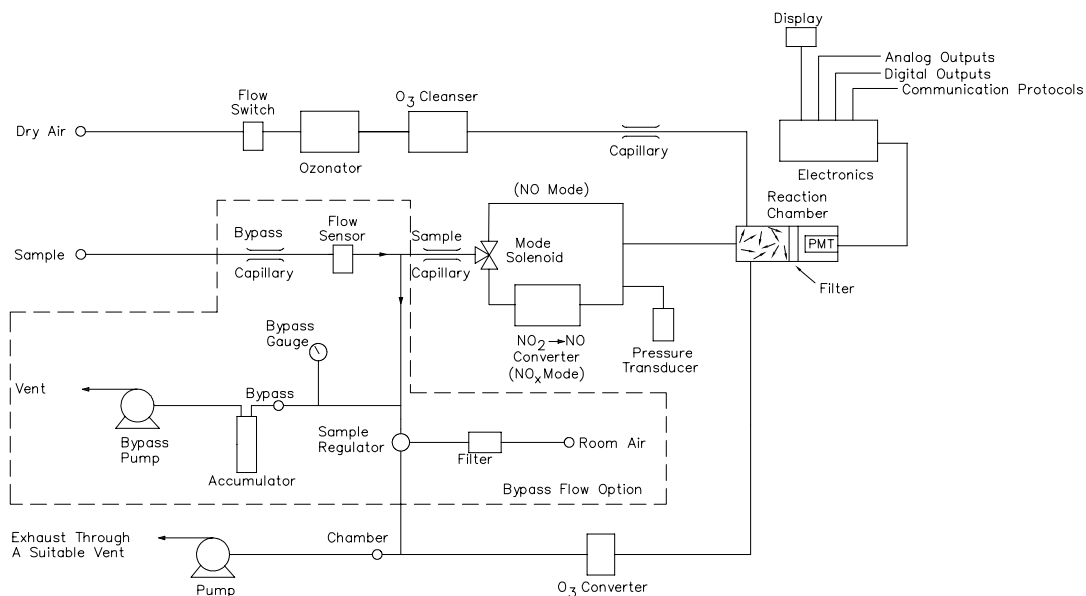 Display
Analog Outputs
Digital Outputs
Communication Protocols
Flow
Switch
O3 Cleanser
Dry Air
Ozonator
Capillary
Electronics
(NO Mode)
Reaction
Chamber
Bypass
Flow
Sensor
Sample
Mode
Solenoid
PMT
Sample
Capillary
Capillary
Filter
NO2→NO
Converter
(NOx Mode)
Pressure
Transducer
Bypass
Gauge
Vent
Bypass
Bypass
Pump
Sample
Regulator
Filter
Room Air
Accumulator
Bypass Flow Option
Exhaust Through
A Suitable Vent
Chamber
Pump
O3 Converter